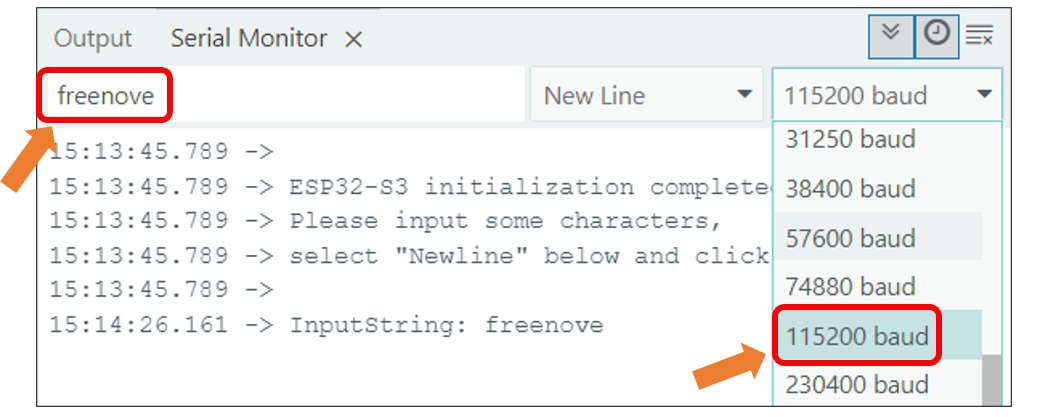 Output Serial Monitor ×
freenove New Line 115200 baud
15:13:45.789 ->
15:13:45.789 -> ESP32-S3 initialization completed
15:13:45.789 -> Please input some characters,
15:13:45.789 -> select "Newline" below and click
15:13:45.789 ->
15:14:26.161 -> InputString: freenove
31250 baud
38400 baud
57600 baud
74880 baud
115200 baud
230400 baud